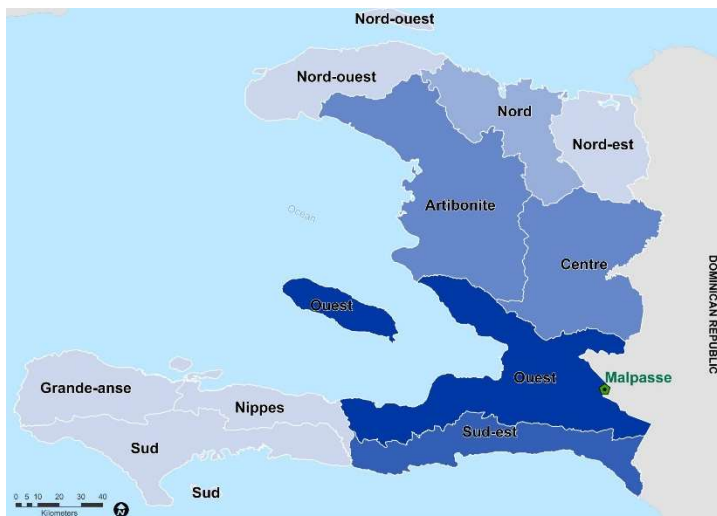 Nord-ouest
Nord-ouest
Nord
Nord-est
Artibonite
Ocean
Centre
DOMINICAN REPUBLIC
Ouest
Ouest
Malpasse
Grande-anse
Nippes
Sud-est
Sud
Sud
0 5 10 20 30 40
Kilometers
N